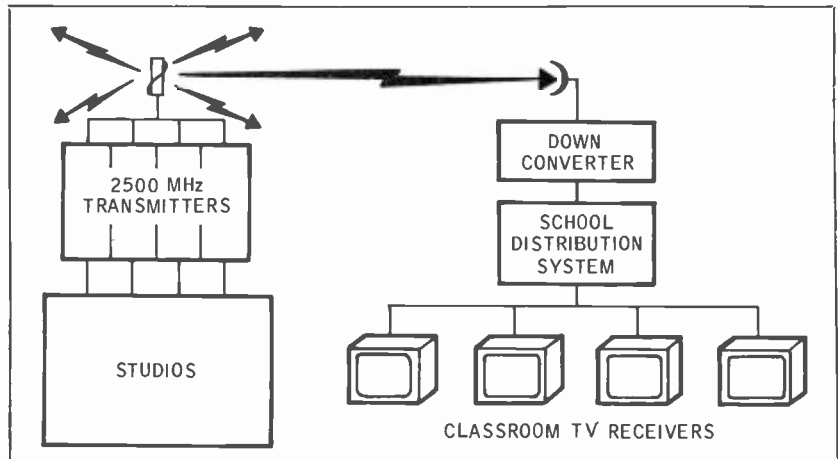 2500 MHz
TRANSMITTERS
STUDIOS
DOWN
CONVERTER
SCHOOL
DISTRIBUTION
SYSTEM
CLASSROOM TV RECEIVERS